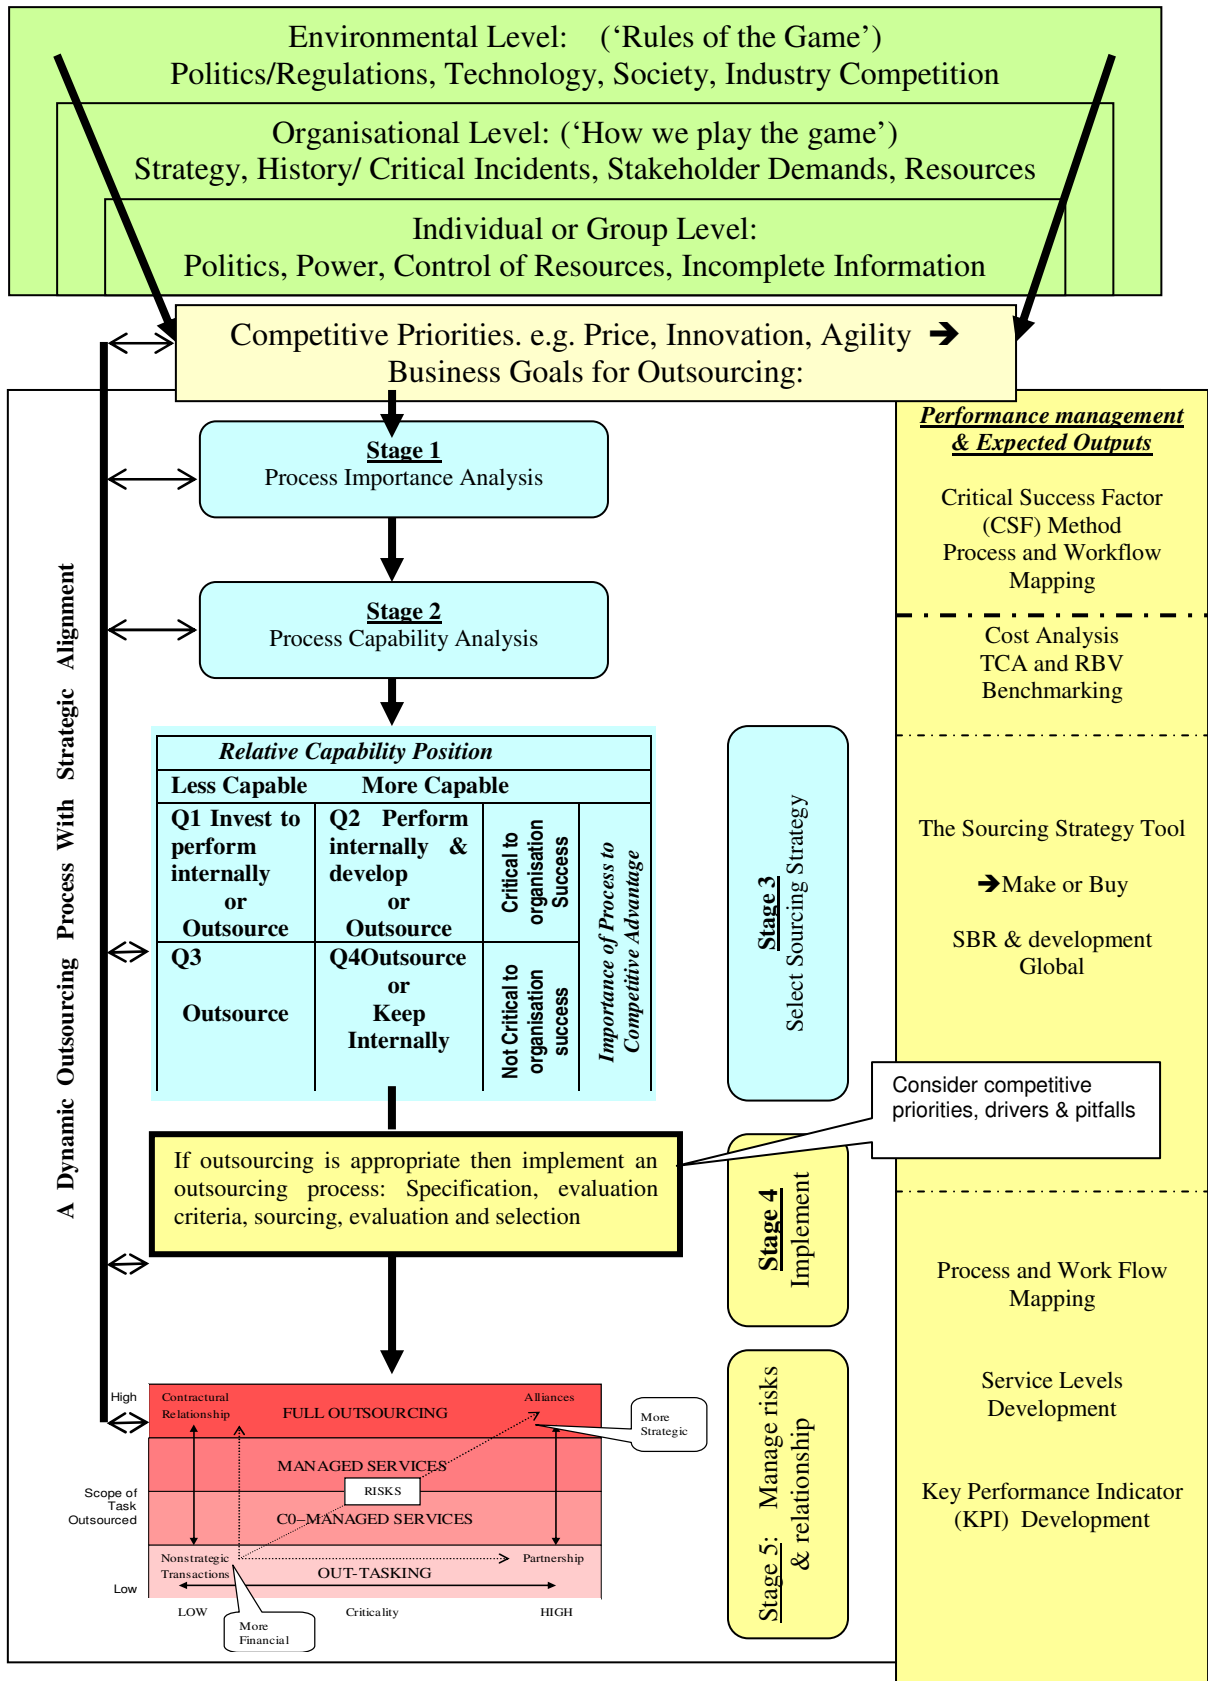 Environmental Level: (‘Rules of the Game’)
Politics/Regulations, Technology, Society, Industry Competition
Organisational Level: (‘How we play the game’)
Strategy, History/ Critical Incidents, Stakeholder Demands, Resources
Individual or Group Level:
Politics, Power, Control of Resources, Incomplete Information
Competitive Priorities. e.g. Price, Innovation, Agility ➔
Business Goals for Outsourcing:
A Dynamic Outsourcing Process With Strategic Alignment
Stage 1
Process Importance Analysis
Stage 2
Process Capability Analysis
Relative Capability Position
Less Capable More Capable
Q1 Invest to
perform
internally
or
Outsource
Q2 Perform
internally &
develop
or
Outsource
Critical to
organisation
Success
Q3
Outsource
Q4Outsource
or
Keep
Internally
Not Critical to
organisation
success
Importance of Process to
Competitive Advantage
Stage 3
Select Sourcing Strategy
Consider competitive
priorities, drivers & pitfalls
If outsourcing is appropriate then implement an
outsourcing process: Specification, evaluation
criteria, sourcing, evaluation and selection
Stage 4
Implement
High
Scope of
Task
Outsourced
Low
Contractural
Relationship
FULL OUTSOURCING
Alliances
More
Strategic
MANAGED SERVICES
RISKS
C0–MANAGED SERVICES
Nonstrategic
Transactions
OUT-TASKING
Partnership
LOW
Criticality
HIGH
More
Financial
Stage 5: Manage risks
& relationship
Performance management
& Expected Outputs
Critical Success Factor
(CSF) Method
Process and Workflow
Mapping
Cost Analysis
TCA and RBV
Benchmarking
The Sourcing Strategy Tool
➔Make or Buy
SBR & development
Global
Process and Work Flow
Mapping
Service Levels
Development
Key Performance Indicator
(KPI) Development